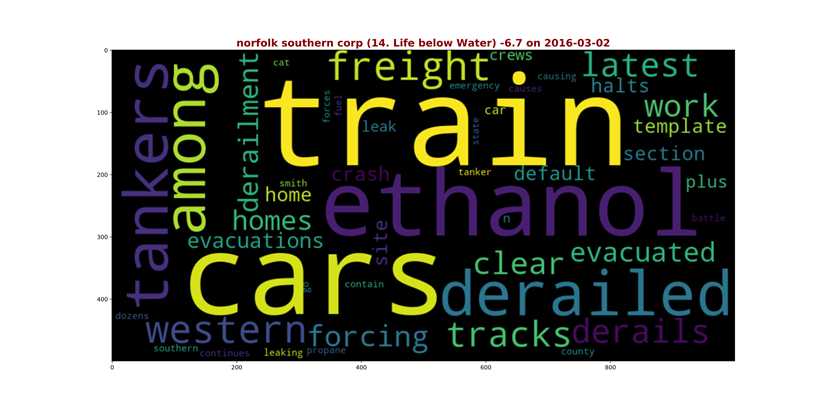 norfolk southern corp (14. Life below Water) -6.7 on 2016-03-02
0
100
200
300
400
0
200
400
600
800
cat
freight
crews
latest
causing
halts
emergency
causes
tankers
among
derailment
train
forces
fuel
leak
car
state
work
template
section
crash
tanker
default
plus
smith
home
ethanol
homes
n
battle
evacuations
site
clear
evacuated
cars
go
contain
derailed
dozens
western
forcing
tracks
derails
southern
continues
leaking
propane
county